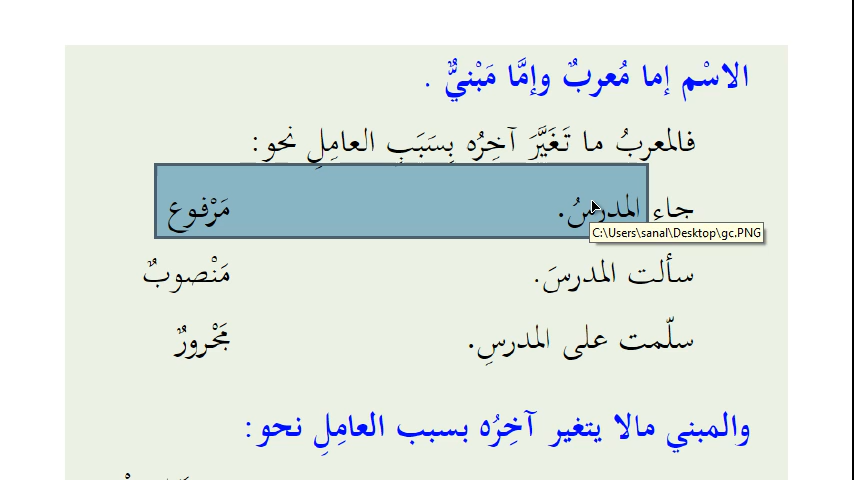 الاسْم إما مُعربٌ وإمَّا مَبْنيٌّ .
فالمعربُ ما تَغَيَّرَ آخِرُه بِسَبَبِ العامِلِ نحو:
جاء المدرسُ. مَرْفوع
C:\Users\sanal\Desktop\gc.PNG
سألت المدرسَ. مَنْصوبٌ
سلّمت على المدرسِ. مَجْرورٌ
والمبني مالا يتغير آخِرُه بسبب العامِلِ نحو: